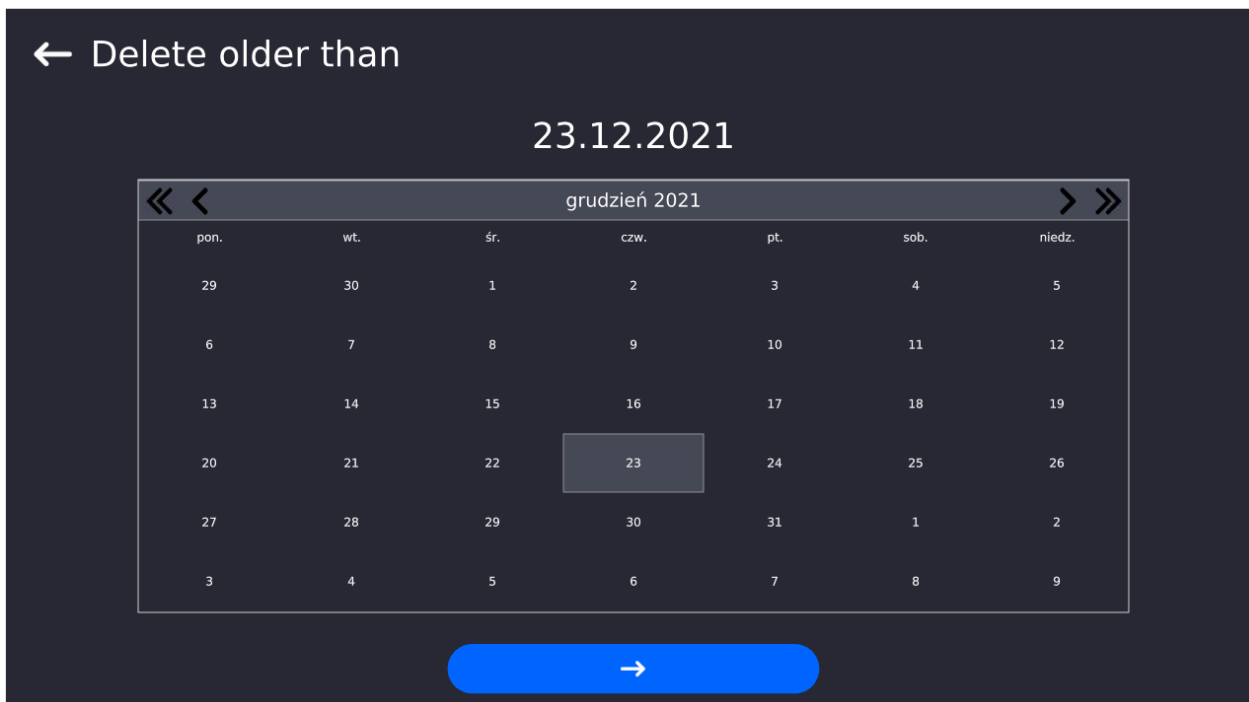 Delete older than
23.12.2021
grudzień 2021
pon. wt. śr. czw. pt. sob. niedz.
29 30 1 2 3 4 5
6 7 8 9 10 11 12
13 14 15 16 17 18 19
20 21 22 23 24 25 26
27 28 29 30 31 1 2
3 4 5 6 7 8 9